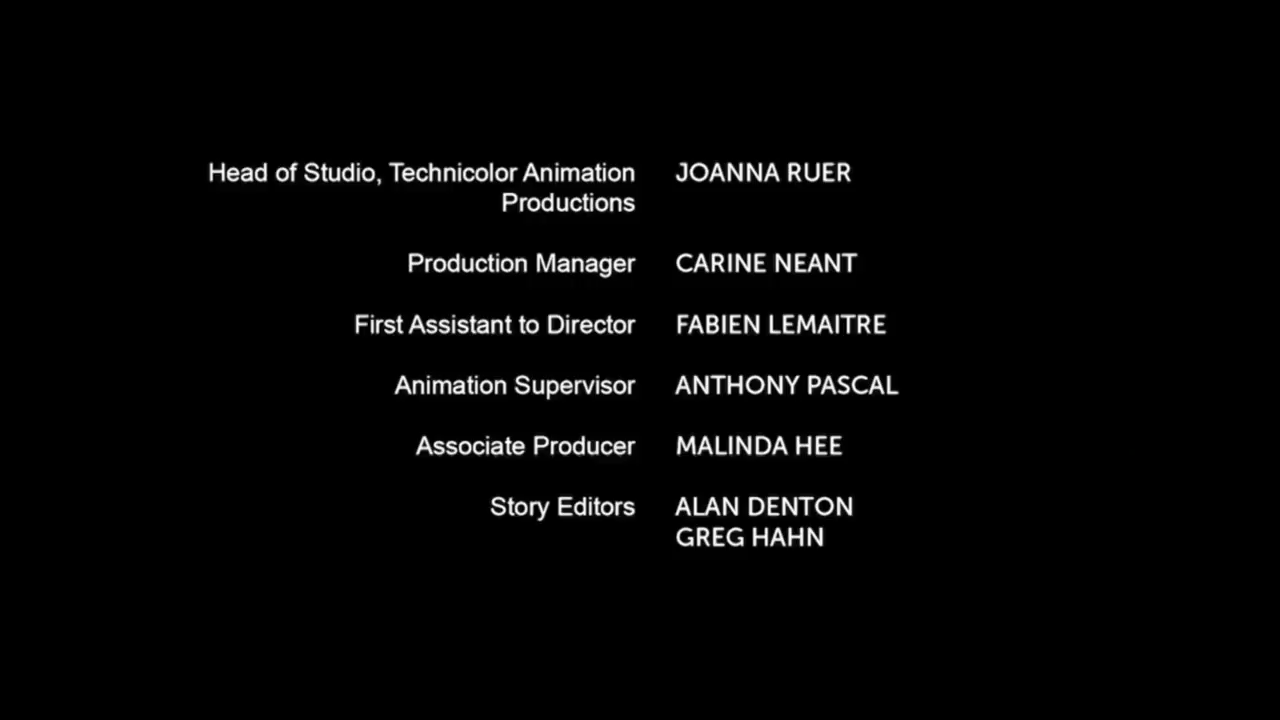 Head of Studio, Technicolor Animation JOANNA RUER
Productions
Production Manager CARINE NEANT
First Assistant to Director FABIEN LEMAITRE
Animation Supervisor ANTHONY PASCAL
Associate Producer MALINDA HEE
Story Editors ALAN DENTON
GREG HAHN